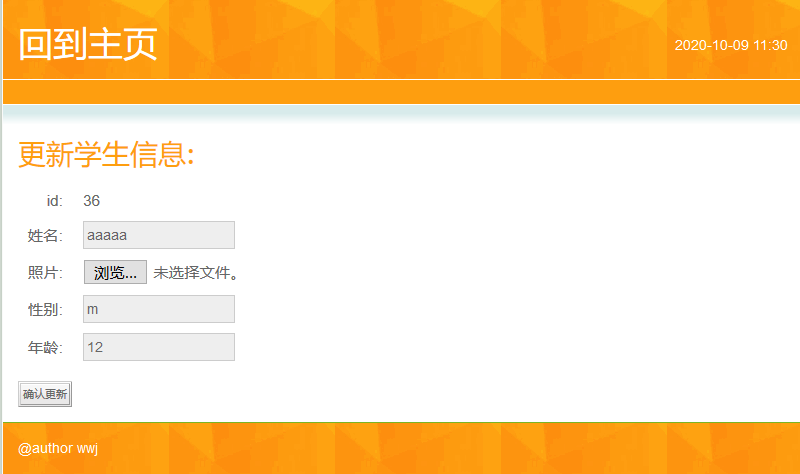 回到主页
2020-10-09 11:30
更新学生信息:
id: 36
姓名: aaaaa
照片: 浏览... 未选择文件。
性别: m
年龄: 12
确认更新
@author wwj